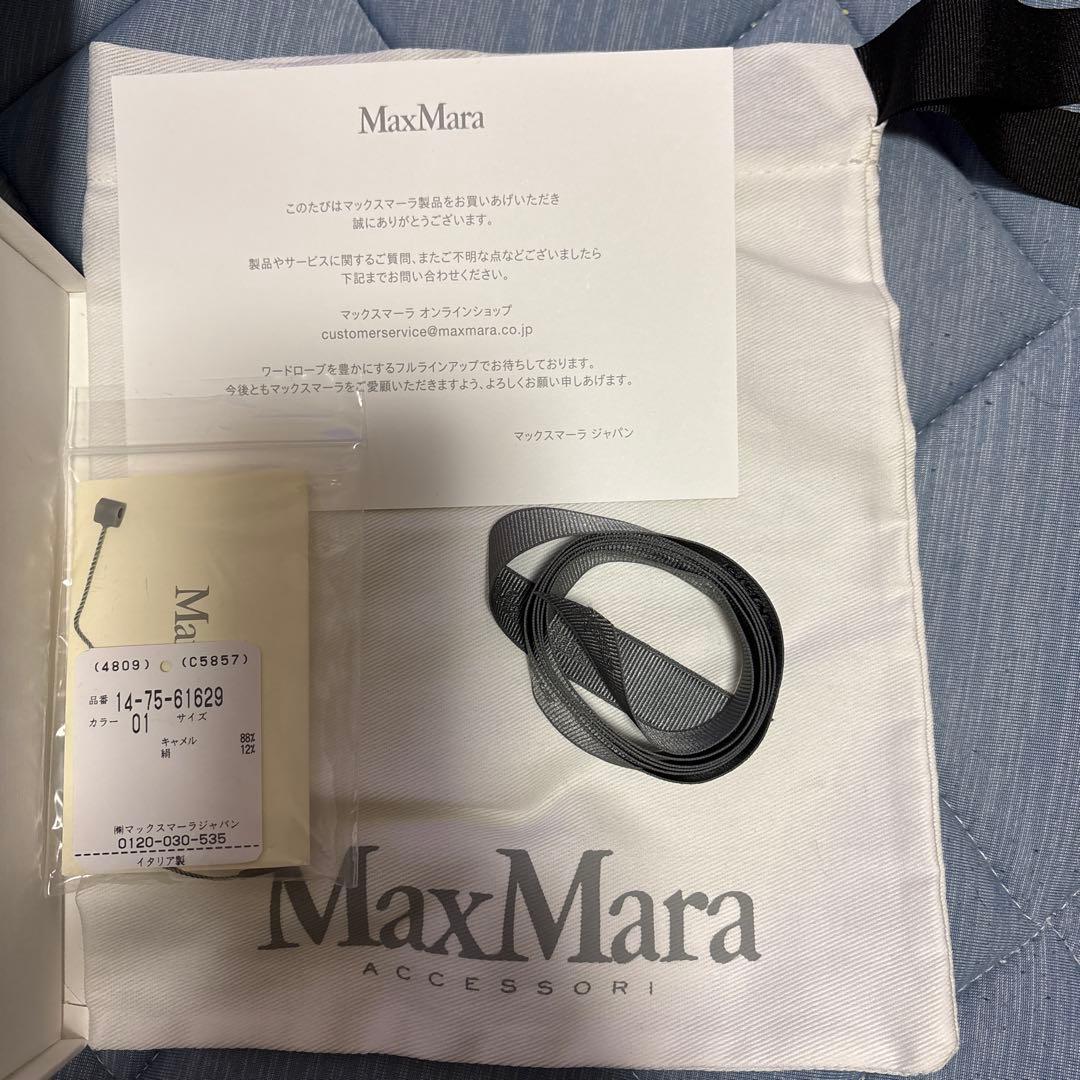 MaxMara
このたびはマックスマーラ製品をお買いあげいただき
誠にありがとうございます。
製品やサービスに関するご質問、またご不明な点などございましたら
下記までお問い合わせください。
マックスマーラ オンラインショップ
customerservice@maxmara.co.jp
ワードローブを豊かにするフルラインアップでお待ちしております。
今後ともマックスマーラをご愛顧いただきますよう、よろしくお願い申しあげます。
マックスマーラ ジャパン
Ma
(4809) (C5857)
品番 14-75-61629
カラー 01 サイズ
キャメル 88%
絹 12%
㈱マックスマーラジャパン
0120-030-535
イタリア製
MaxMara
ACCESSORI